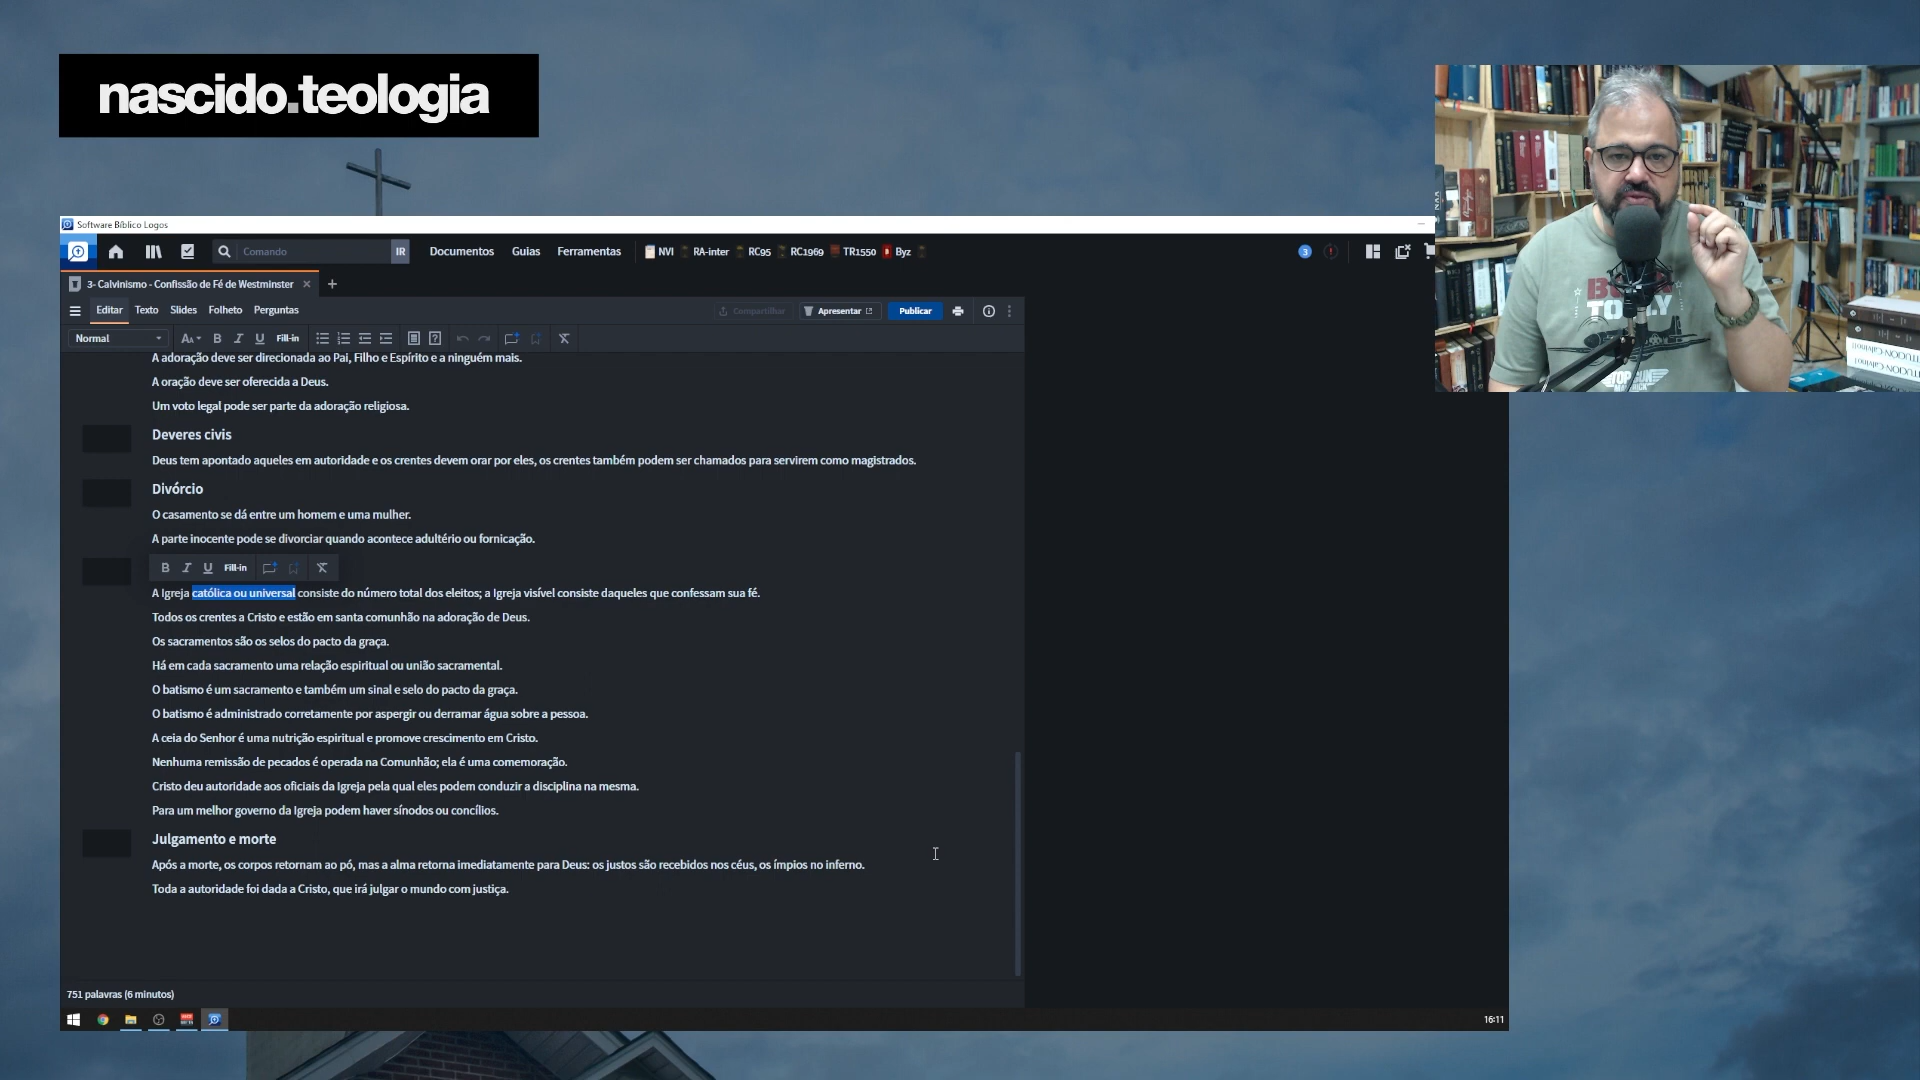 nascido.teologia
Software Bíblico Logos
Comando
IR
Documentos Guias Ferramentas
NVI RA-inter RC95 RC1969 TR1550 Byz
3
3- Calvinismo - Confissão de Fé de Westminster
Editar Texto Slides Folheto Perguntas
Compartilhar Apresentar Publicar
Normal
Fill-in
A adoração deve ser direcionada ao Pai, Filho e Espírito e a ninguém mais.
A oração deve ser oferecida a Deus.
Um voto legal pode ser parte da adoração religiosa.
Deveres civis
Deus tem apontado aqueles em autoridade e os crentes devem orar por eles, os crentes também podem ser chamados para servirem como magistrados.
Divórcio
O casamento se dá entre um homem e uma mulher.
A parte inocente pode se divorciar quando acontece adultério ou fornicação.
B I U Fill-in
A Igreja católica ou universal consiste do número total dos eleitos; a Igreja visível consiste daqueles que confessam sua fé.
Todos os crentes a Cristo e estão em santa comunhão na adoração de Deus.
Os sacramentos são os selos do pacto da graça.
Há em cada sacramento uma relação espiritual ou união sacramental.
O batismo é um sacramento e também um sinal e selo do pacto da graça.
O batismo é administrado corretamente por aspergir ou derramar água sobre a pessoa.
A ceia do Senhor é uma nutrição espiritual e promove crescimento em Cristo.
Nenhuma remissão de pecados é operada na Comunhão; ela é uma comemoração.
Cristo deu autoridade aos oficiais da Igreja pela qual eles podem conduzir a disciplina na mesma.
Para um melhor governo da Igreja podem haver sínodos ou concílios.
Julgamento e morte
Após a morte, os corpos retornam ao pó, mas a alma retorna imediatamente para Deus: os justos são recebidos nos céus, os ímpios no inferno.
Toda a autoridade foi dada a Cristo, que irá julgar o mundo com justiça.
751 palavras (6 minutos)
16:11
TOP GUN